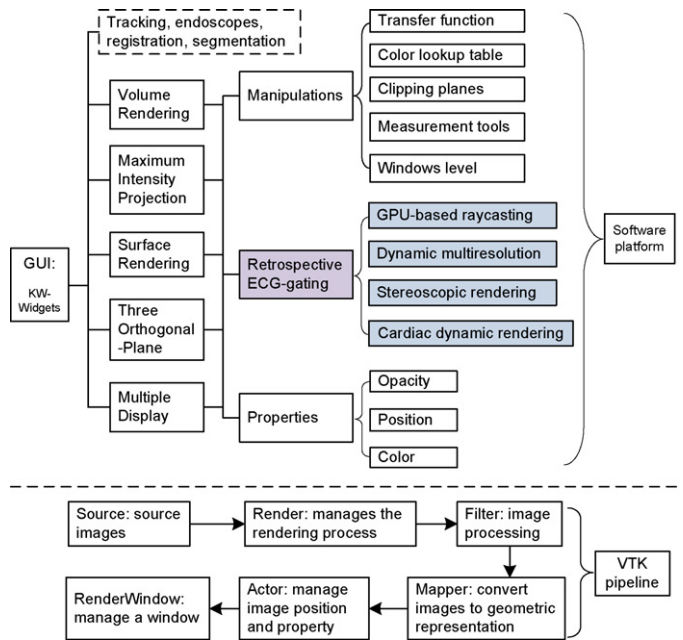 Tracking, endoscopes,
registration, segmentation
Volume
Rendering
Maximum
Intensity
Projection
Surface
Rendering
Three
Orthogonal
-Plane
Multiple
Display
GUI:
KW-
Widgets
Manipulations
Retrospective
ECG-gating
Properties
Transfer function
Color lookup table
Clipping planes
Measurement tools
Windows level
GPU-based raycasting
Dynamic multiresolution
Stereoscopic rendering
Cardiac dynamic rendering
Opacity
Position
Color
Software
platform
Source: source
images
Render: manages the
rendering process
Filter: image
processing
RenderWindow:
manage a window
Actor: manage
image position
and property
Mapper: convert
images to geometric
representation
VTK
pipeline